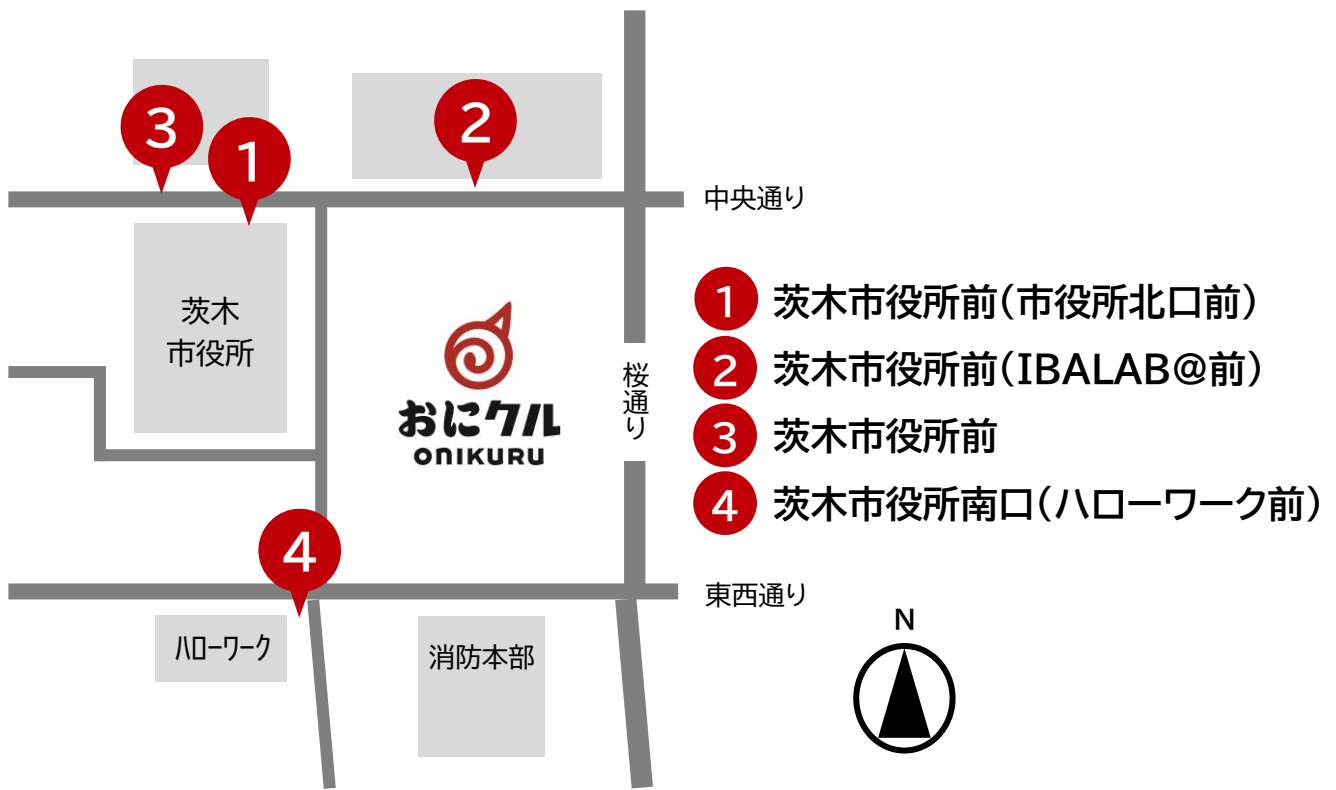 3
1
2
中央通り
茨木
市役所
おにクル
ONIKURU
桜通り
1 茨木市役所前(市役所北口前)
2 茨木市役所前(IBALAB@前)
3 茨木市役所前
4 茨木市役所南口(ハローワーク前)
4
東西通り
ﾊﾛｰﾜｰｸ
消防本部
N